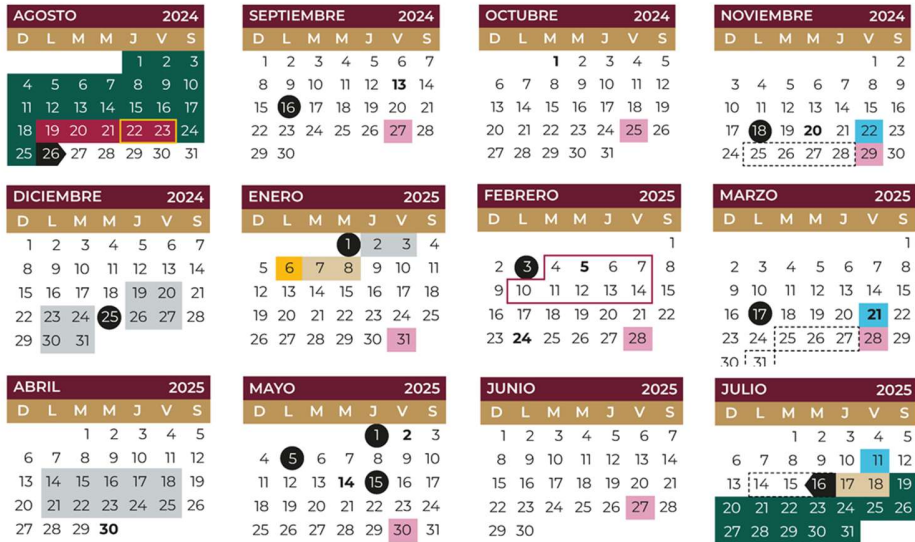 AGOSTO 2024
D L M M J V S
1 2 3
4 5 6 7 8 9 10
11 12 13 14 15 16 17
18 19 20 21 22 23 24
25 26 27 28 29 30 31
SEPTIEMBRE 2024
D L M M J V S
1 2 3 4 5 6 7
8 9 10 11 12 13 14
15 16 17 18 19 20 21
22 23 24 25 26 27 28
29 30
OCTUBRE 2024
D L M M J V S
1 2 3 4 5
6 7 8 9 10 11 12
13 14 15 16 17 18 19
20 21 22 23 24 25 26
27 28 29 30 31
NOVIEMBRE 2024
D L M M J V S
1 2
3 4 5 6 7 8 9
10 11 12 13 14 15 16
17 18 19 20 21 22 23
24 25 26 27 28 29 30
DICIEMBRE 2024
D L M M J V S
1 2 3 4 5 6 7
8 9 10 11 12 13 14
15 16 17 18 19 20 21
22 23 24 25 26 27 28
29 30 31
ENERO 2025
D L M M J V S
1 2 3 4
5 6 7 8 9 10 11
12 13 14 15 16 17 18
19 20 21 22 23 24 25
26 27 28 29 30 31
FEBRERO 2025
D L M M J V S
1
2 3 4 5 6 7 8
9 10 11 12 13 14 15
16 17 18 19 20 21 22
23 24 25 26 27 28
MARZO 2025
D L M M J V S
1
2 3 4 5 6 7 8
9 10 11 12 13 14 15
16 17 18 19 20 21 22
23 24 25 26 27 28 29
30 31
ABRIL 2025
D L M M J V S
1 2 3 4 5
6 7 8 9 10 11 12
13 14 15 16 17 18 19
20 21 22 23 24 25 26
27 28 29 30
MAYO 2025
D L M M J V S
1 2 3
4 5 6 7 8 9 10
11 12 13 14 15 16 17
18 19 20 21 22 23 24
25 26 27 28 29 30 31
JUNIO 2025
D L M M J V S
1 2 3 4 5 6 7
8 9 10 11 12 13 14
15 16 17 18 19 20 21
22 23 24 25 26 27 28
29 30
JULIO 2025
D L M M J V S
1 2 3 4 5
6 7 8 9 10 11 12
13 14 15 16 17 18 19
20 21 22 23 24 25 26
27 28 29 30 31